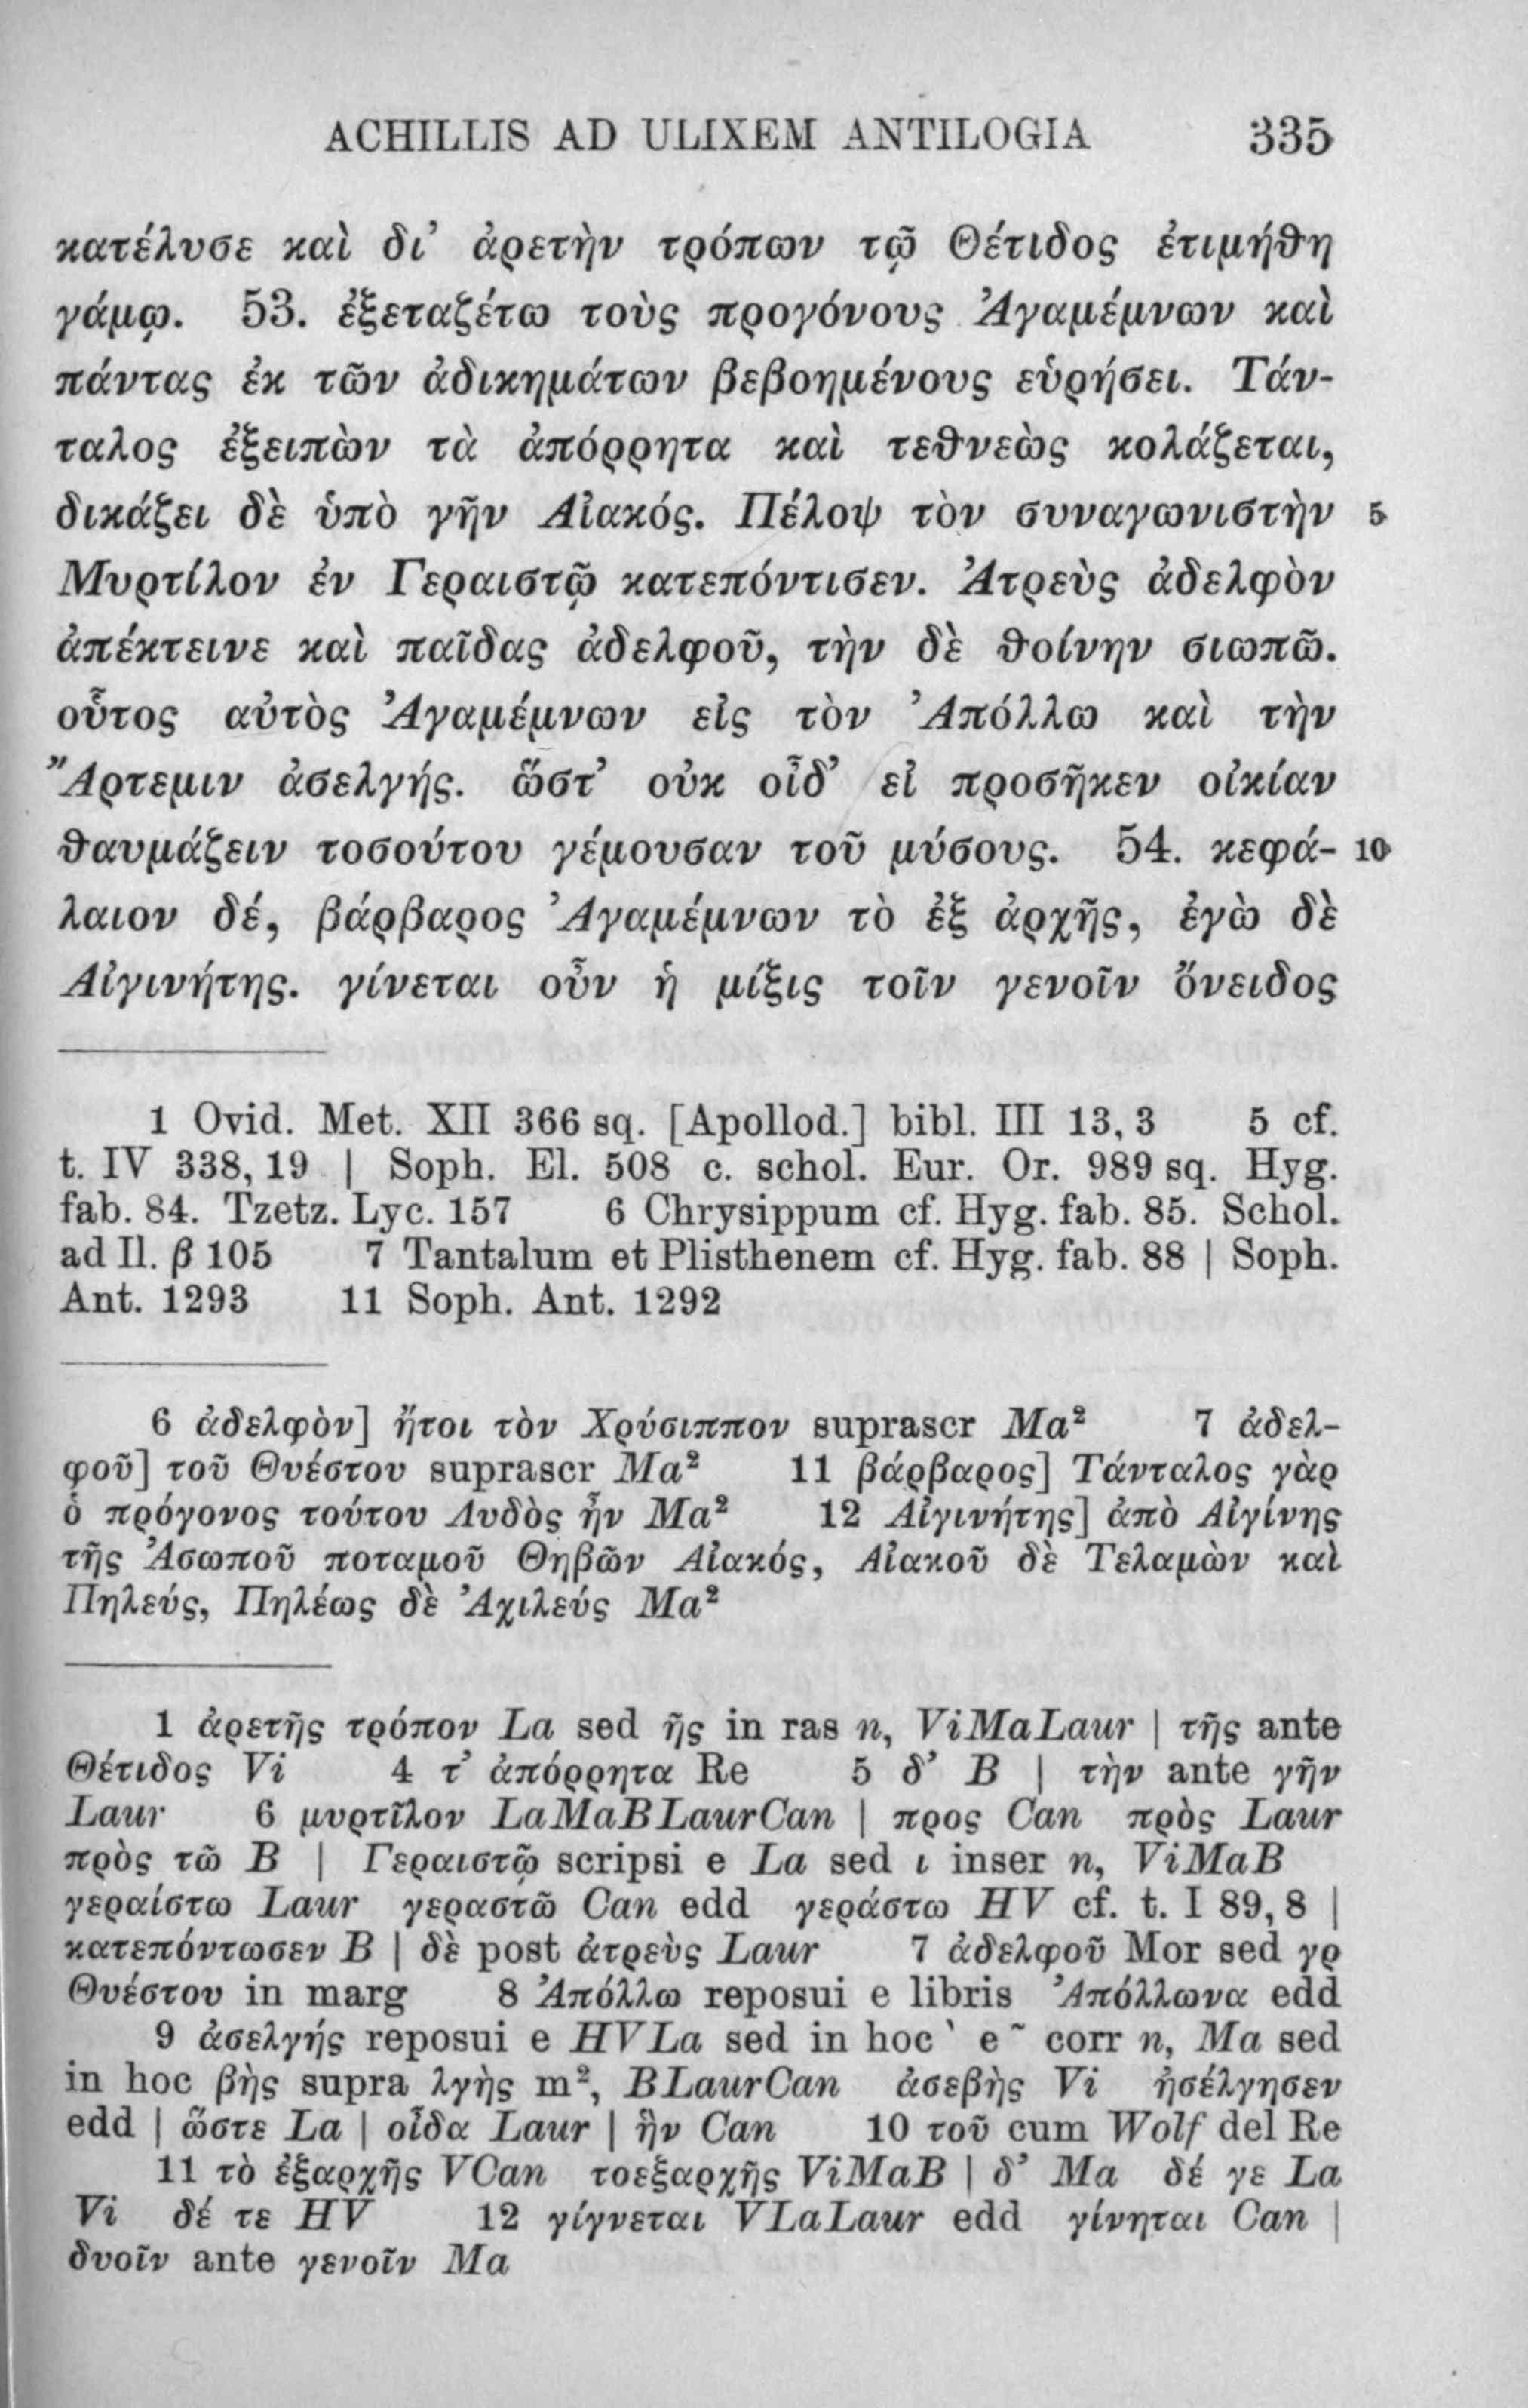 ACHILLIS AD ULIXEM ANTILOGIA 335
κατέλυσε καὶ δι’ ἀρετὴν τρόπων τῷ Θέτιδος ἐτιμήθη
γάμῳ. 53. ἐξεταζέτω τοὺς προγόνους Ἀγαμέμνων καὶ
πάντας ἐκ τῶν ἀδικημάτων βεβοημένους εὑρήσει. Τάν-
ταλος ἐξειπὼν τὰ ἀπόρρητα καὶ τεθνεὼς κολάζεται,
δικάζει δὲ ὑπὸ γῆν Αἰακός. Πέλοψ τὸν συναγωνιστὴν 5
Μυρτίλον ἐν Γεραιστῷ κατεπόντισεν. Ἀτρεὺς ἀδελφὸν
ἀπέκτεινε καὶ παῖδας ἀδελφοῦ, τὴν δὲ θοίνην σιωπῶ.
οὗτος αὐτὸς Ἀγαμέμνων εἰς τὸν Ἀπόλλω καὶ τὴν
Ἄρτεμιν ἀσελγής. ὥστ’ οὐκ οἶδ’ εἰ προσῆκεν οἰκίαν
θαυμάζειν τοσούτου γέμουσαν τοῦ μύσους. 54. κεφά- 10
λαιον δέ, βάρβαρος Ἀγαμέμνων τὸ ἐξ ἀρχῆς, ἐγὼ δὲ
Αἰγινήτης. γίνεται οὖν ἡ μίξις τοῖν γενοῖν ὄνειδος
1 Ovid. Met. XII 366 sq. [Apollod.] bibl. III 13, 3 5 cf.
t. IV 338, 19 | Soph. El. 508 c. schol. Eur. Or. 989 sq. Hyg.
fab. 84. Tzetz. Lyc. 157 6 Chrysippum cf. Hyg. fab. 85. Schol.
ad Il. β 105 7 Tantalum et Plisthenem cf. Hyg. fab. 88 | Soph.
Ant. 1293 11 Soph. Ant. 1292
6 ἀδελφὸν] ἤτοι τὸν Χρύσιππον suprascr Ma² 7 ἀδελ-
φοῦ] τοῦ Θυέστου suprascr Ma² 11 βάρβαρος] Τάνταλος γὰρ
ὁ πρόγονος τούτου Λυδὸς ἦν Ma² 12 Αἰγινήτης] ἀπὸ Αἰγίνης
τῆς Ἀσωποῦ ποταμοῦ Θηβῶν Αἰακός, Αἰακοῦ δὲ Τελαμὼν καὶ
Πηλεύς, Πηλέως δὲ Ἀχιλεύς Ma²
1 ἀρετῆς τρόπον La sed ῆς in ras n, ViMaLaur | τῆς ante
Θέτιδος Vi 4 τ’ ἀπόρρητα Re 5 δ’ B | τὴν ante γῆν
Laur 6 μυρτῖλον LaMaBLaurCan | προς Can πρὸς Laur
πρὸς τῶ B | Γεραιστῷ scripsi e La sed ι inser n, ViMaB
γεραίστω Laur γεραστῶ Can edd γεράστω HV cf. t. I 89, 8 |
κατεπόντωσεν B | δὲ post ἀτρεὺς Laur 7 ἀδελφοῦ Mor sed γρ
Θυέστου in marg 8 Ἀπόλλω reposui e libris Ἀπόλλωνα edd
9 ἀσελγής reposui e HVLa sed in hoc ` e ῀ corr n, Ma sed
in hoc βὴς supra λγὴς m², BLaurCan ἀσεβὴς Vi ἠσέλγησεν
edd | ὥστε La | οἶδα Laur | ἢν Can 10 τοῦ cum Wolf del Re
11 τὸ ἐξαρχῆς VCan τοεξαρχῆς ViMaB | δ’ Ma δέ γε La
Vi δέ τε HV 12 γίγνεται VLaLaur edd γίνηται Can |
δυοῖν ante γενοῖν Ma